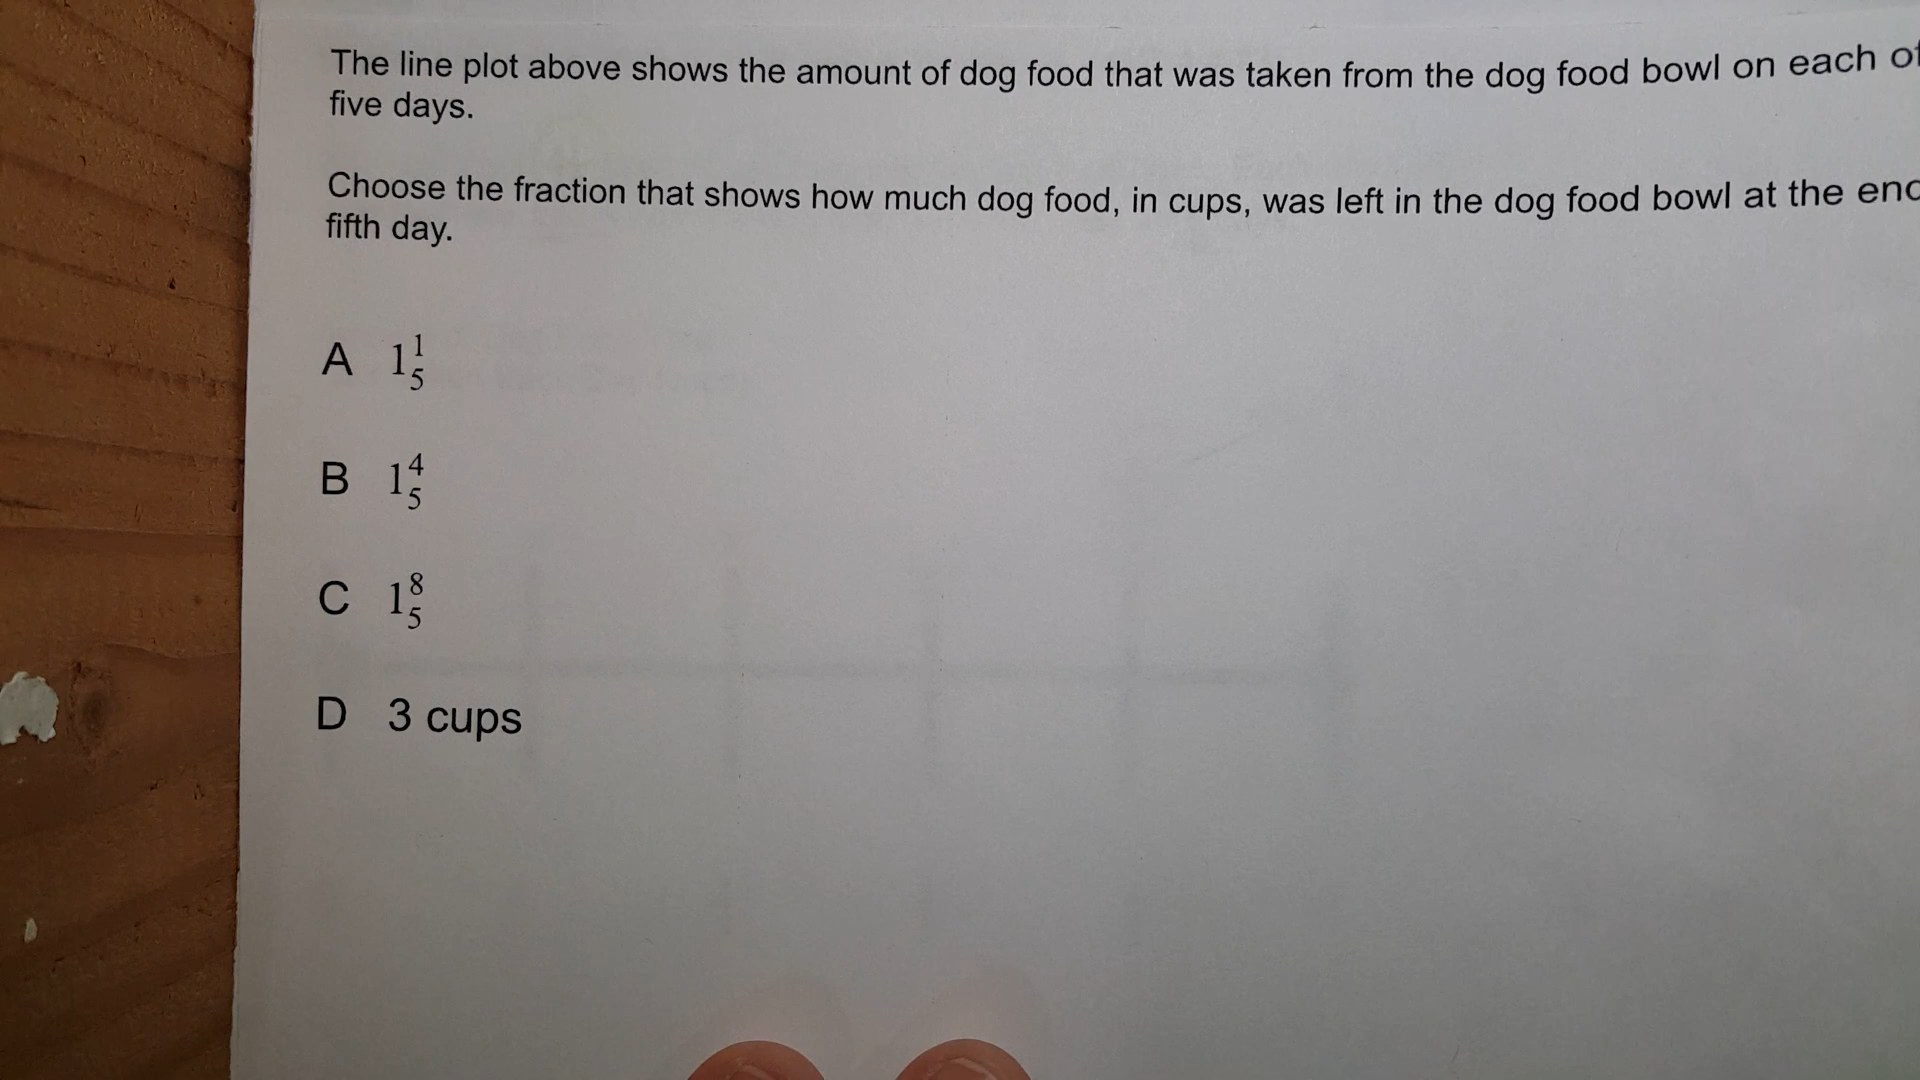 The line plot above shows the amount of dog food that was taken from the dog food bowl on each of
five days.
Choose the fraction that shows how much dog food, in cups, was left in the dog food bowl at the end
fifth day.
A 1 1/5
B 1 4/5
C 1 8/5
D 3 cups